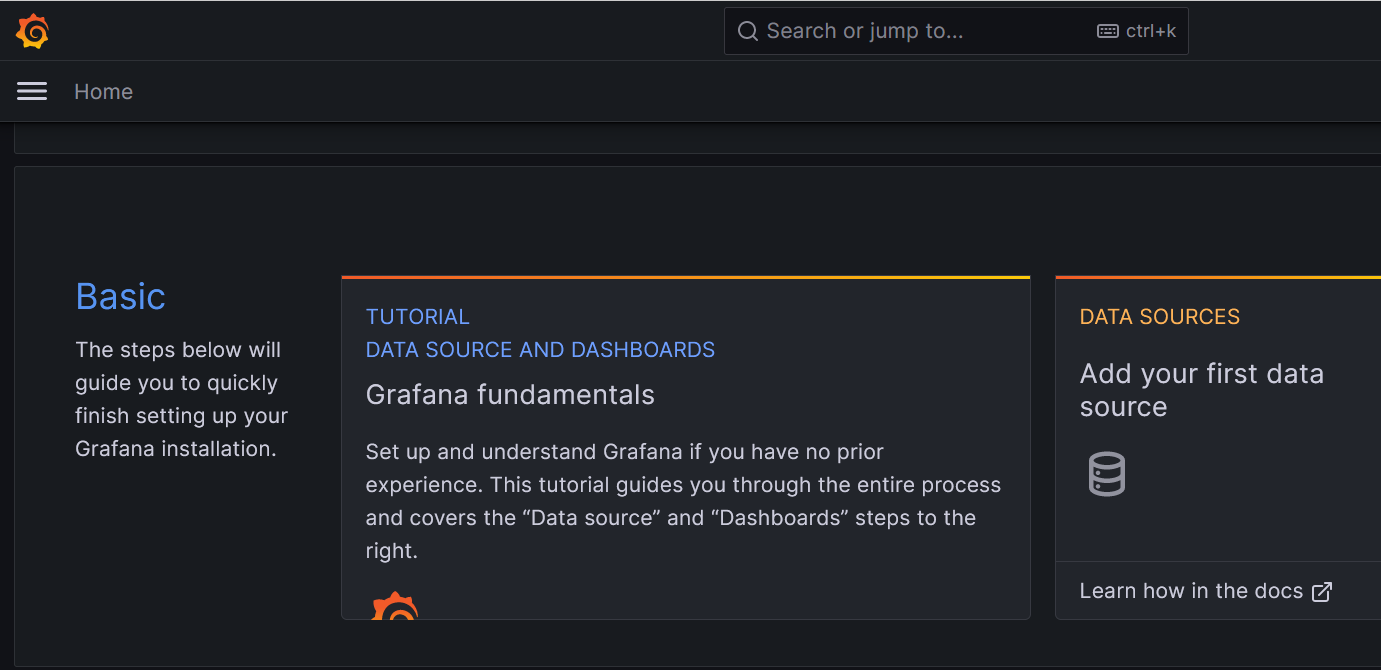 Search or jump to...
ctrl+k
Home
Basic
The steps below will
guide you to quickly
finish setting up your
Grafana installation.
TUTORIAL
DATA SOURCE AND DASHBOARDS
Grafana fundamentals
Set up and understand Grafana if you have no prior
experience. This tutorial guides you through the entire process
and covers the “Data source” and “Dashboards” steps to the
right.
DATA SOURCES
Add your first data
source
Learn how in the docs